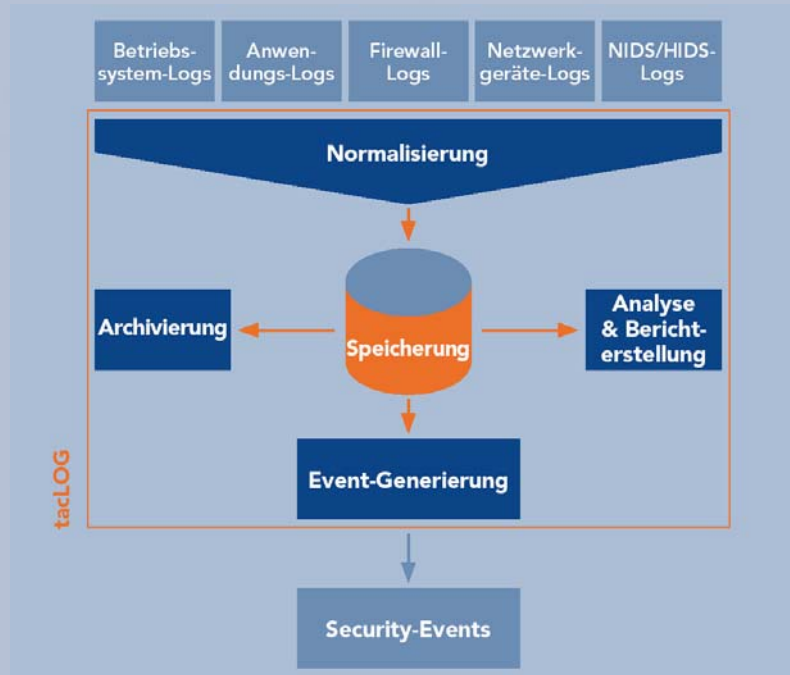 Betriebs-
system-Logs
Anwen-
dungs-Logs
Firewall-
Logs
Netzwerk-
geräte-Logs
NIDS/HIDS-
Logs
Normalisierung
Archivierung
Speicherung
Analyse
& Bericht-
erstellung
Event-Generierung
tacLOG
Security-Events